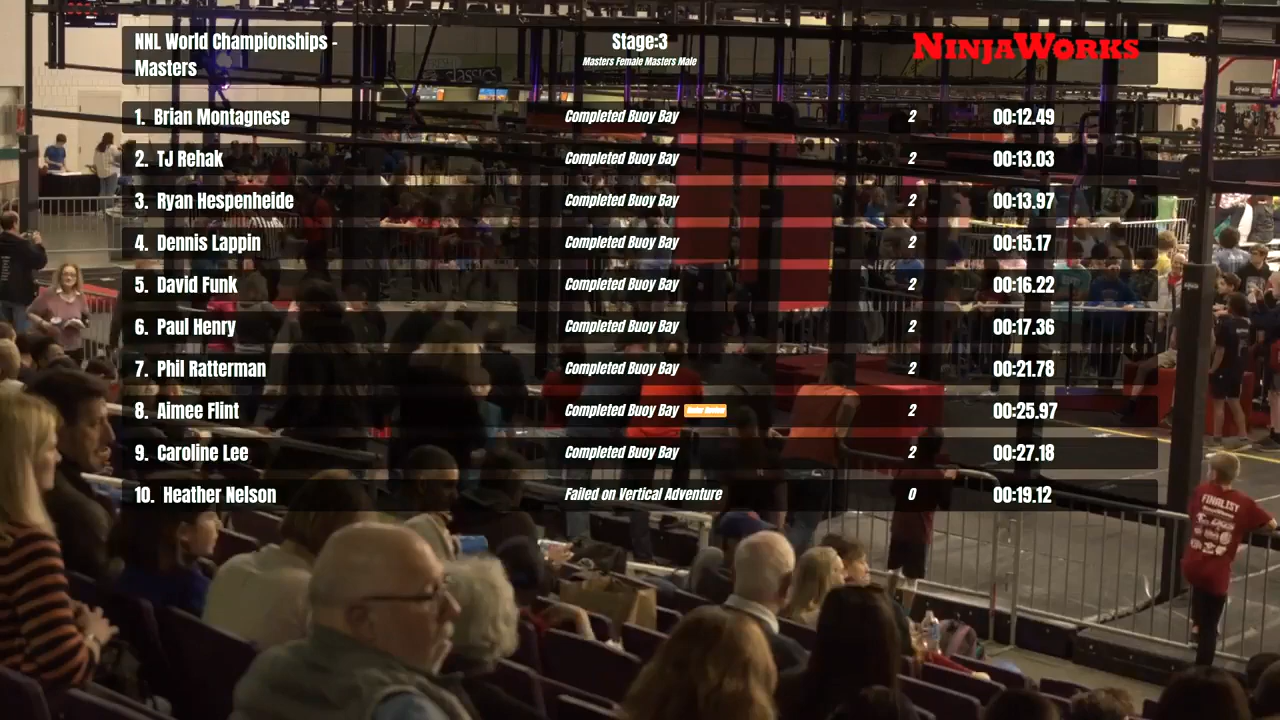 NNL World Championships -
Masters
Stage:3
Masters Female Masters Male
NINJAWORKS
1. Brian Montagnese Completed Buoy Bay 2 00:12.49
2. TJ Rehak Completed Buoy Bay 2 00:13.03
3. Ryan Hespenheide Completed Buoy Bay 2 00:13.97
4. Dennis Lappin Completed Buoy Bay 2 00:15.17
5. David Funk Completed Buoy Bay 2 00:16.22
6. Paul Henry Completed Buoy Bay 2 00:17.36
7. Phil Ratterman Completed Buoy Bay 2 00:21.78
8. Aimee Flint Completed Buoy Bay Under Review 2 00:25.97
9. Caroline Lee Completed Buoy Bay 2 00:27.18
10. Heather Nelson Failed on Vertical Adventure 0 00:19.12
FINALIST